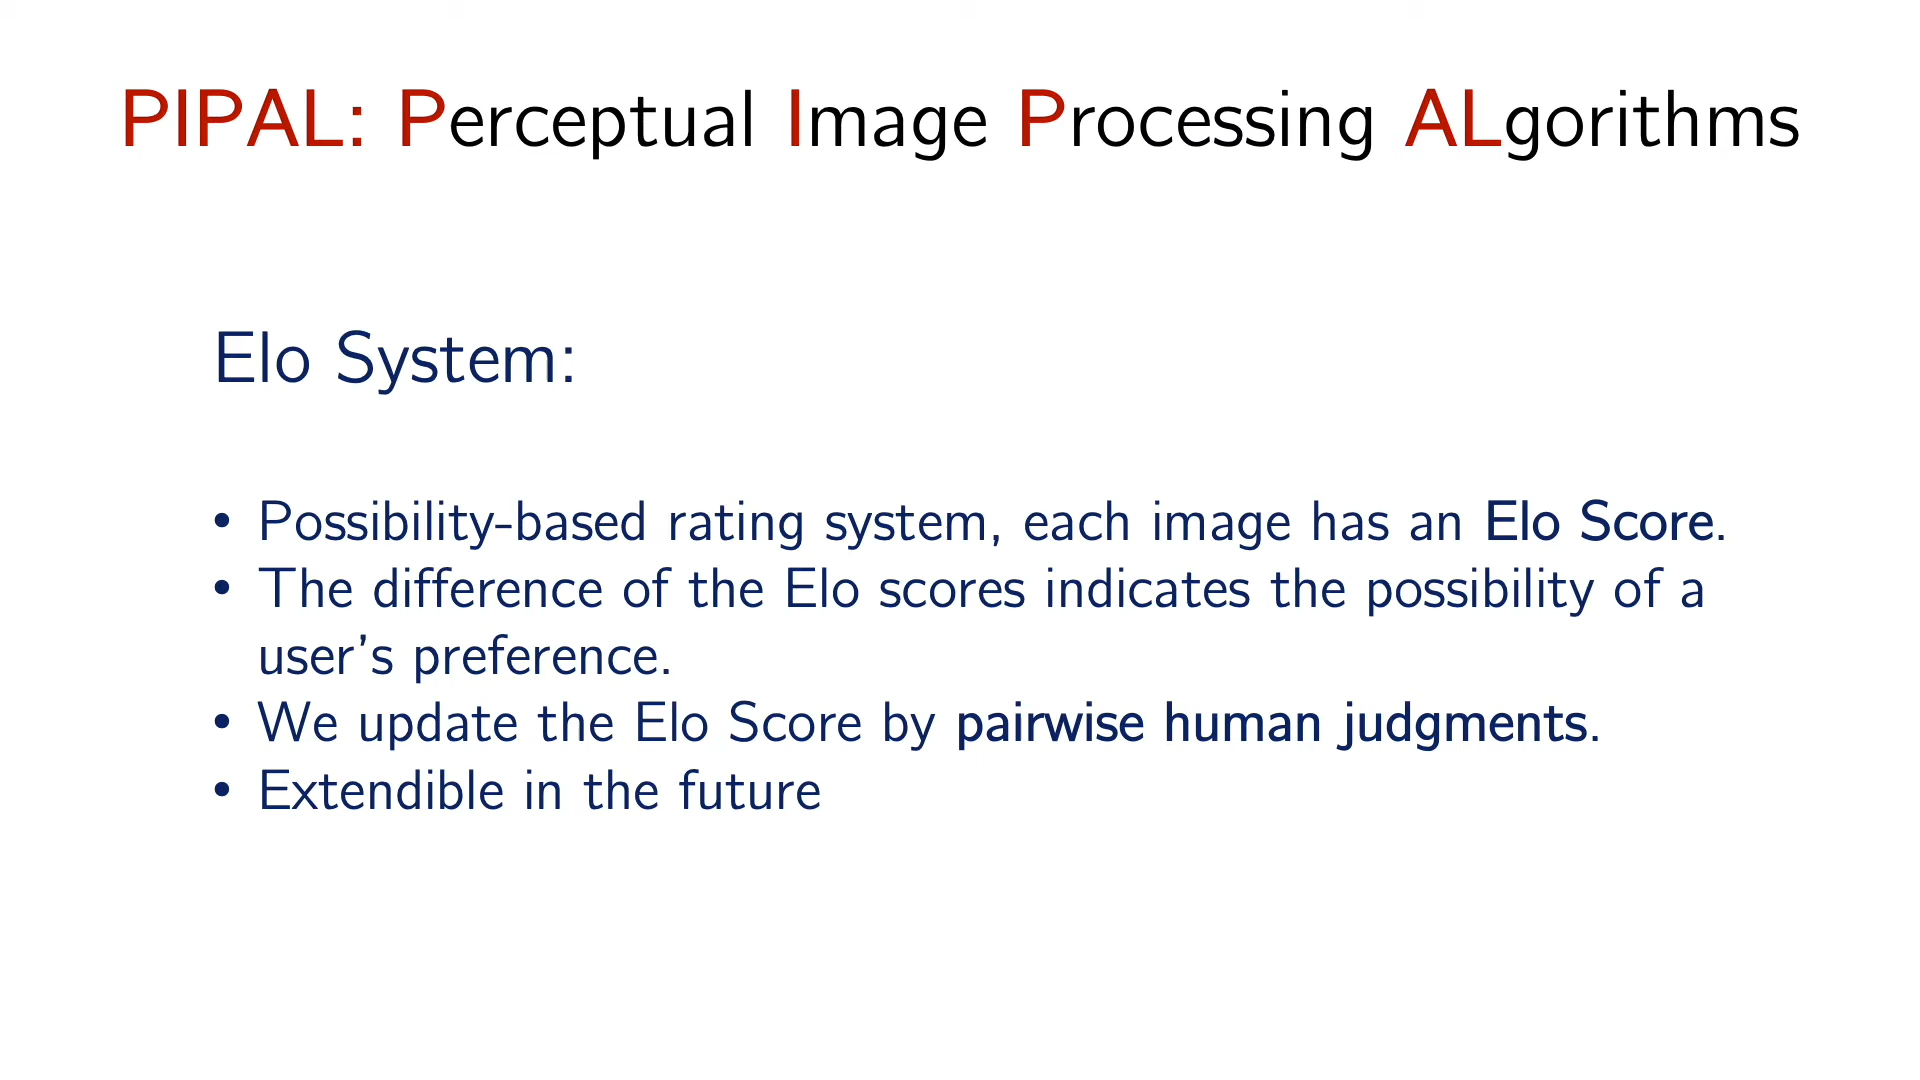 PIPAL: Perceptual Image Processing ALgorithms
Elo System:
• Possibility-based rating system, each image has an Elo Score.
• The difference of the Elo scores indicates the possibility of a
user’s preference.
• We update the Elo Score by pairwise human judgments.
• Extendible in the future